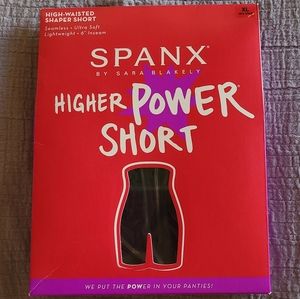 HIGH-WAISTED
SHAPER SHORT
Seamless • Ultra Soft
Lightweight • 6" Inseam
XL
SPANX®
BY SARA BLAKELY
HIGHER POWER®
SHORT
WE PUT THE POWER IN YOUR PANTIES!